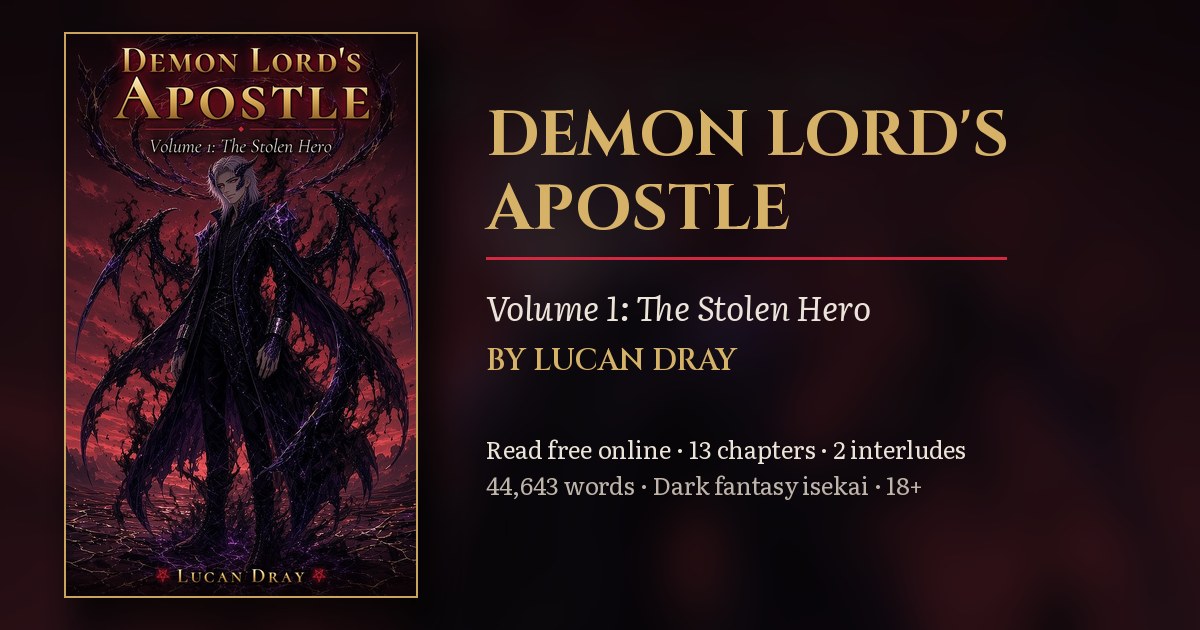 DEMON LORD'S
APOSTLE
Volume 1: The Stolen Hero
LUCAN DRAY
DEMON LORD'S
APOSTLE
Volume 1: The Stolen Hero
BY LUCAN DRAY
Read free online · 13 chapters · 2 interludes
44,643 words · Dark fantasy isekai · 18+